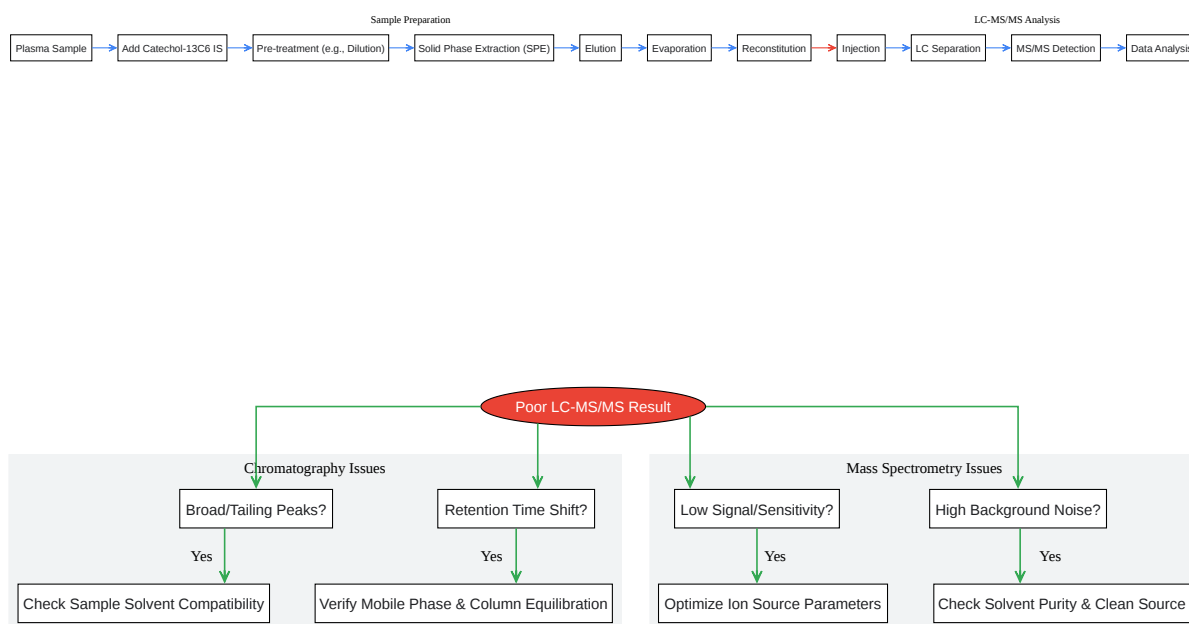 Sample Preparation
LC-MS/MS Analysis
Plasma Sample
Add Catechol-13C6 IS
Pre-treatment (e.g., Dilution)
Solid Phase Extraction (SPE)
Elution
Evaporation
Reconstitution
Injection
LC Separation
MS/MS Detection
Data Analysis
Poor LC-MS/MS Result
Chromatography Issues
Mass Spectrometry Issues
Broad/Tailing Peaks?
Retention Time Shift?
Low Signal/Sensitivity?
High Background Noise?
Yes
Yes
Yes
Yes
Check Sample Solvent Compatibility
Verify Mobile Phase & Column Equilibration
Optimize Ion Source Parameters
Check Solvent Purity & Clean Source